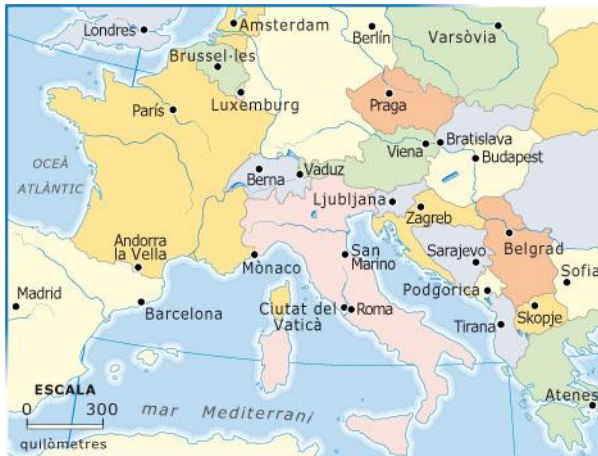 Londres
Amsterdam
Berlín
Varsòvia
Brussel·les
Luxemburg
París
Praga
Bratislava
Viena
Budapest
OCEÀ
ATLÀNTIC
Berna
Vaduz
Ljubljana
Zagreb
Andorra
la Vella
Mònaco
San
Marino
Sarajevo
Belgrad
Sofia
Madrid
Barcelona
Ciutat del
Vaticà
Roma
Podgorica
Skopje
Tirana
ESCALA
0 300
quilòmetres
mar Mediterrani
Atenes